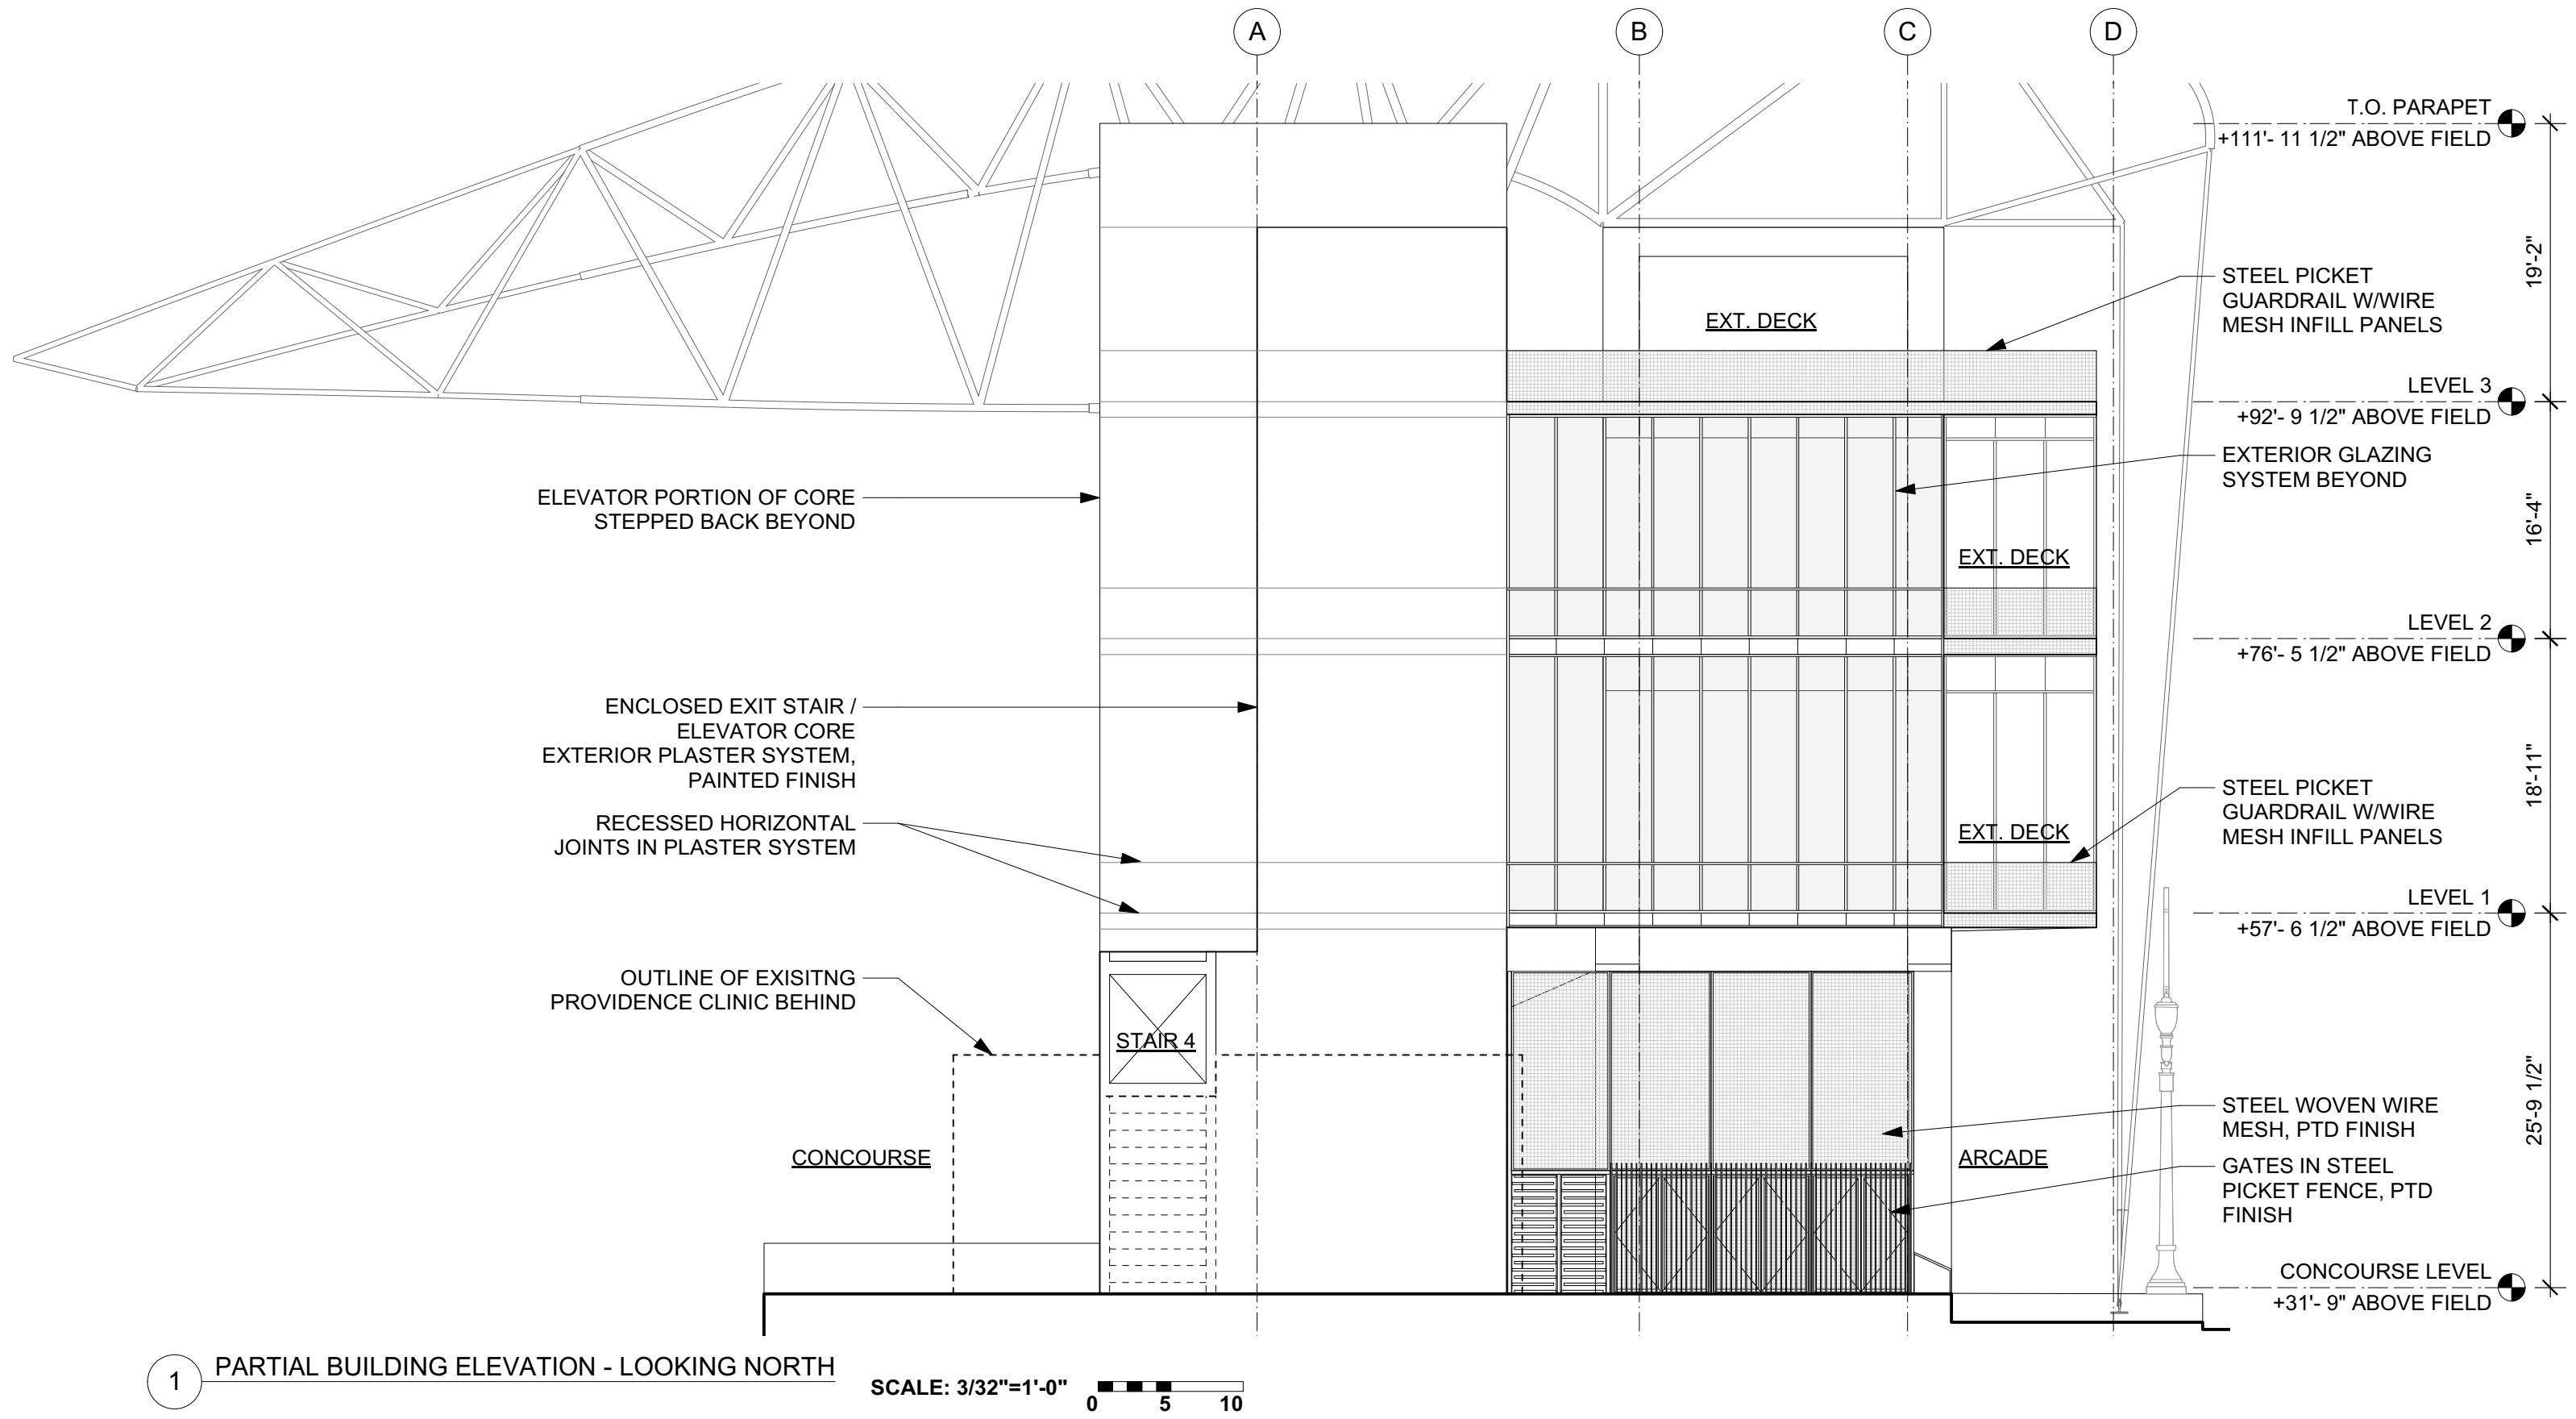 A
B
C
D
T.O. PARAPET
+111'- 11 1/2" ABOVE FIELD
19'-2"
STEEL PICKET
GUARDRAIL W/WIRE
MESH INFILL PANELS
EXT. DECK
LEVEL 3
+92'- 9 1/2" ABOVE FIELD
EXTERIOR GLAZING
SYSTEM BEYOND
ELEVATOR PORTION OF CORE
STEPPED BACK BEYOND
16'-4"
EXT. DECK
LEVEL 2
+76'- 5 1/2" ABOVE FIELD
ENCLOSED EXIT STAIR /
ELEVATOR CORE
EXTERIOR PLASTER SYSTEM,
PAINTED FINISH
18'-11"
STEEL PICKET
GUARDRAIL W/WIRE
MESH INFILL PANELS
RECESSED HORIZONTAL
JOINTS IN PLASTER SYSTEM
EXT. DECK
LEVEL 1
+57'- 6 1/2" ABOVE FIELD
OUTLINE OF EXISITNG
PROVIDENCE CLINIC BEHIND
STAIR 4
25'-9 1/2"
STEEL WOVEN WIRE
MESH, PTD FINISH
CONCOURSE
ARCADE
GATES IN STEEL
PICKET FENCE, PTD
FINISH
CONCOURSE LEVEL
+31'- 9" ABOVE FIELD
1
PARTIAL BUILDING ELEVATION - LOOKING NORTH
SCALE: 3/32"=1'-0"
0 5 10